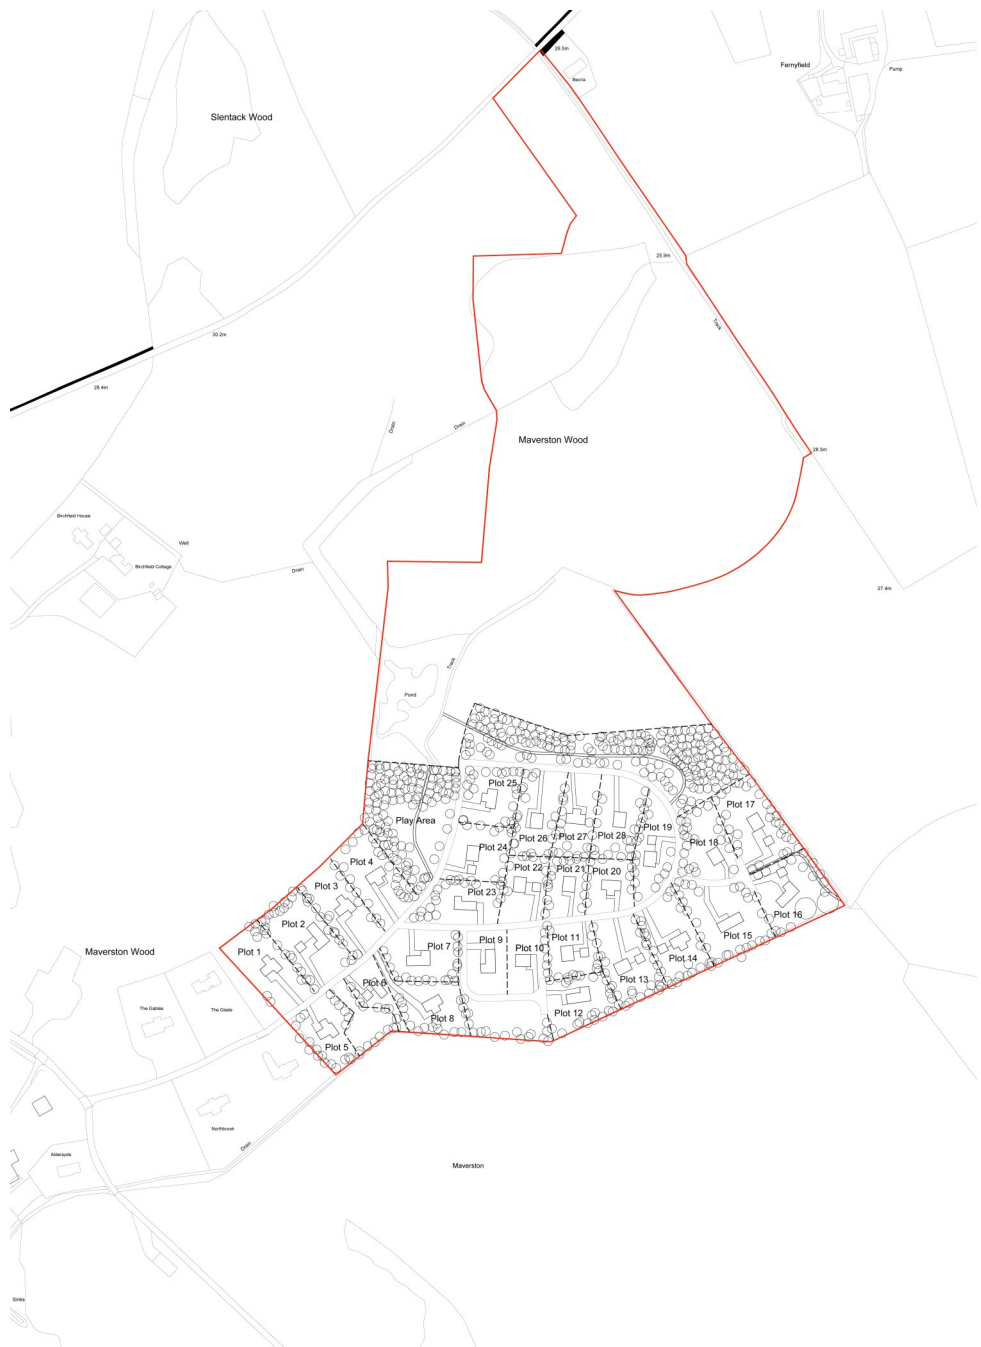 26.5m
Fernyfield
Pump
Becria
Slentack Wood
25.9m
Track
30.2m
28.4m
Drain
Drain
Maverston Wood
28.5m
Birchfield House
Well
Birchfield Cottage
Drain
27.4m
Track
Pond
Plot 25
Plot 17
Play Area
Plot 26
Plot 27
Plot 28
Plot 19
Plot 18
Plot 24
Plot 4
Plot 22
Plot 21
Plot 20
Plot 3
Plot 23
Plot 16
Plot 2
Plot 15
Plot 9
Plot 11
Plot 7
Plot 10
Maverston Wood
Plot 1
Plot 14
Plot 13
Plot 6
The Gables
The Glade
Plot 12
Plot 8
Plot 5
Northbrook
Drain
Aldersyde
Maverston
Sinks